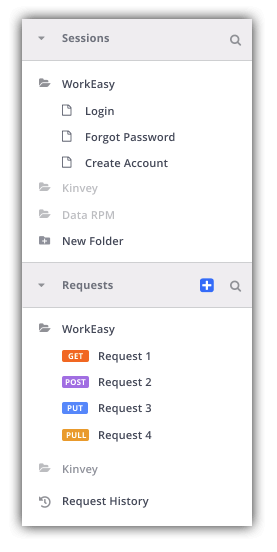 Sessions
WorkEasy
Login
Forgot Password
Create Account
Kinvey
Data RPM
New Folder
Requests
WorkEasy
GET Request 1
POST Request 2
PUT Request 3
PULL Request 4
Kinvey
Request History